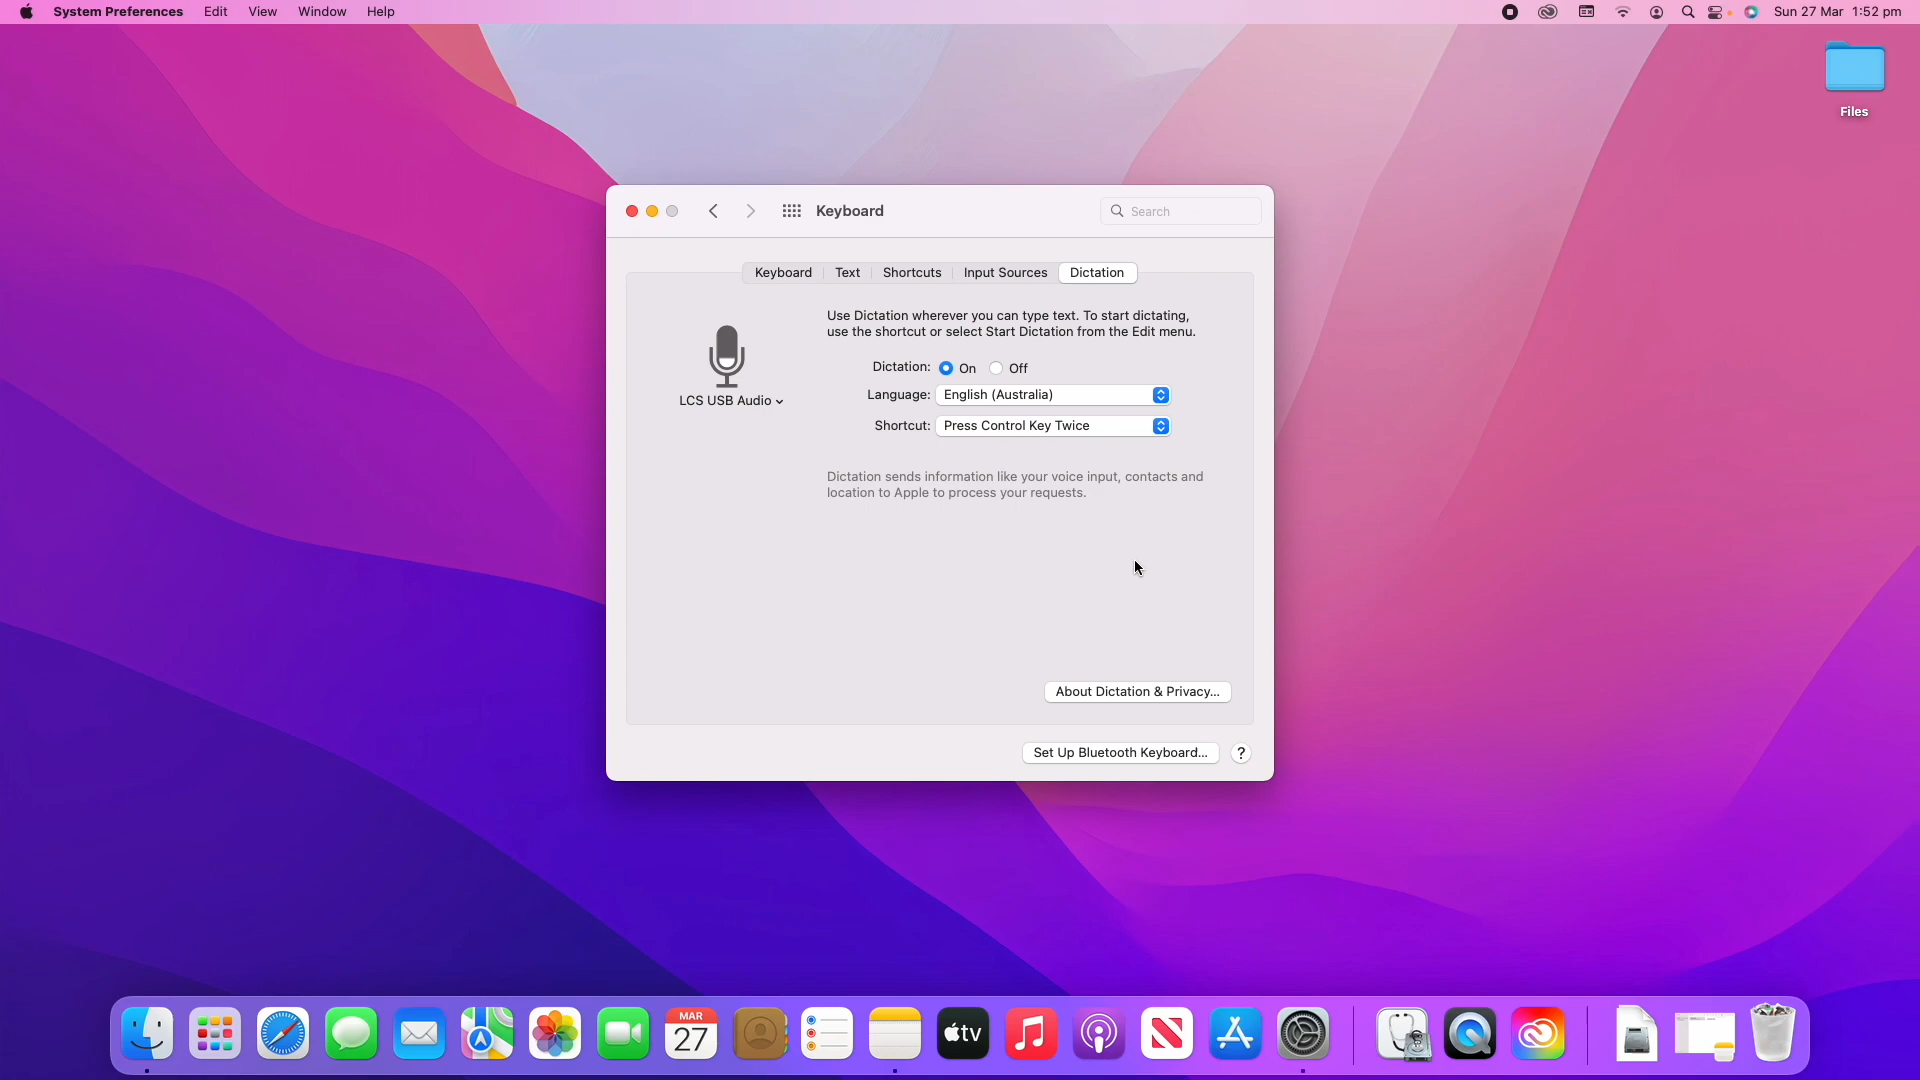 System Preferences Edit View Window Help
Sun 27 Mar 1:52 pm
Files
Keyboard
Search
Keyboard Text Shortcuts Input Sources Dictation
Use Dictation wherever you can type text. To start dictating,
use the shortcut or select Start Dictation from the Edit menu.
Dictation: On Off
LCS USB Audio
Language: English (Australia)
Shortcut: Press Control Key Twice
Dictation sends information like your voice input, contacts and
location to Apple to process your requests.
About Dictation & Privacy...
Set Up Bluetooth Keyboard... ?
MAR
27
tv